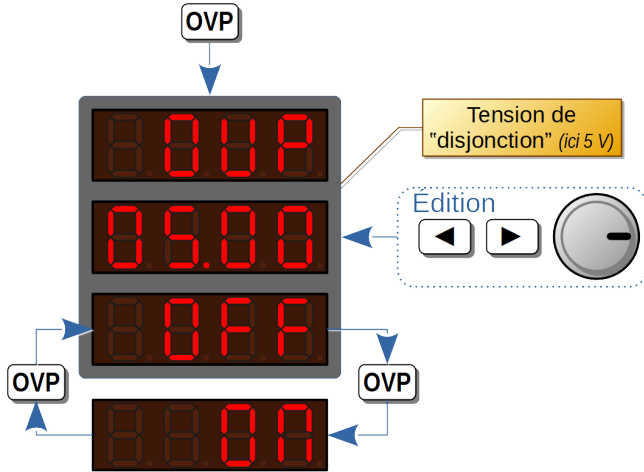 OVP
OUP
Tension de
"disjonction" (ici 5 V)
05.00
Édition
OFF
OVP
OVP
ON